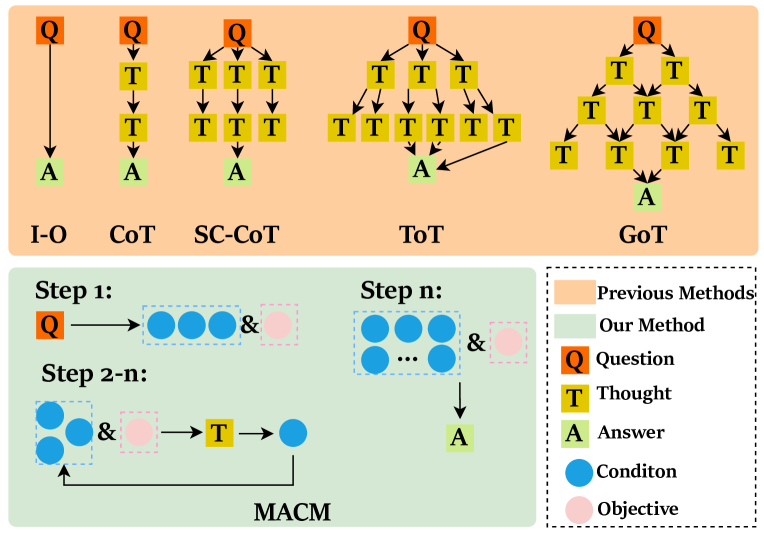 Q Q Q Q Q
T T T T T T T T T T
T T T T T T T T T T T T T
T T T T
A A A A
A
I-O CoT SC-CoT ToT GoT
Step 1:
Q & 
Step 2-n:
& T
Step n:
... &
A
MACM
Previous Methods
Our Method
Q Question
T Thought
A Answer
Conditon
Objective